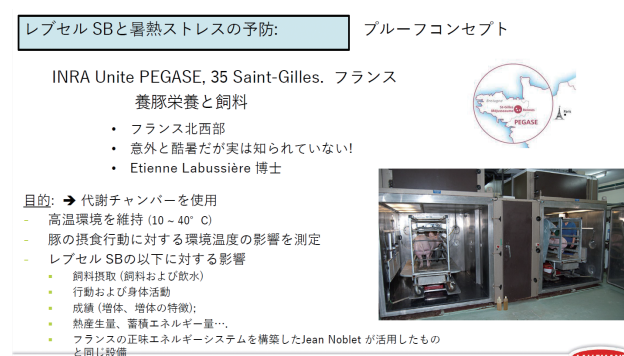 レブセル SBと暑熱ストレスの予防:
プルーフコンセプト
INRA Unite PEGASE, 35 Saint-Gilles. フランス
養豚栄養と飼料
• フランス北西部
• 意外と酷暑だが実は知られていない!
• Etienne Labussière 博士
PEGASE
目的: ➔ 代謝チャンバーを使用
- 高温環境を維持 (10 ~ 40°C)
- 豚の摂食行動に対する環境温度の影響を測定
- レブセル SBの以下に対する影響
▪ 飼料摂取 (飼料および飲水)
▪ 行動および身体活動
▪ 成績 (増体、増体の特徴);
▪ 熱産生量、蓄積エネルギー量….
▪ フランスの正味エネルギーシステムを構築したJean Noblet が活用したもの
と同じ設備